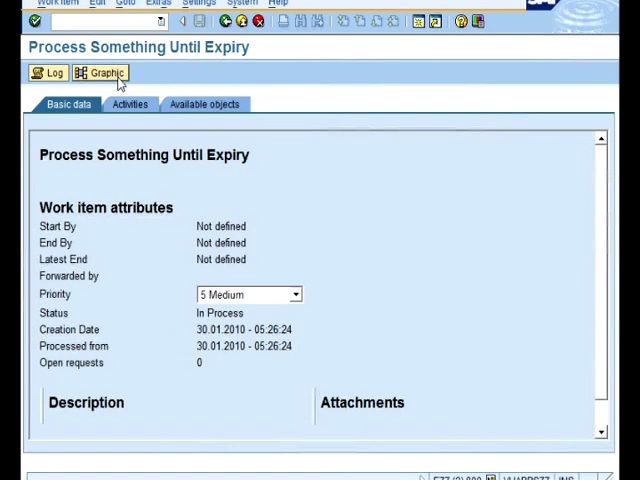 Work item Edit Goto Extras Settings System Help
Process Something Until Expiry
Log Graphic
Basic data Activities Available objects
Process Something Until Expiry
Work item attributes
Start By Not defined
End By Not defined
Latest End Not defined
Forwarded by
Priority 5 Medium
Status In Process
Creation Date 30.01.2010 - 05:26:24
Processed from 30.01.2010 - 05:26:24
Open requests 0
Description Attachments
INS